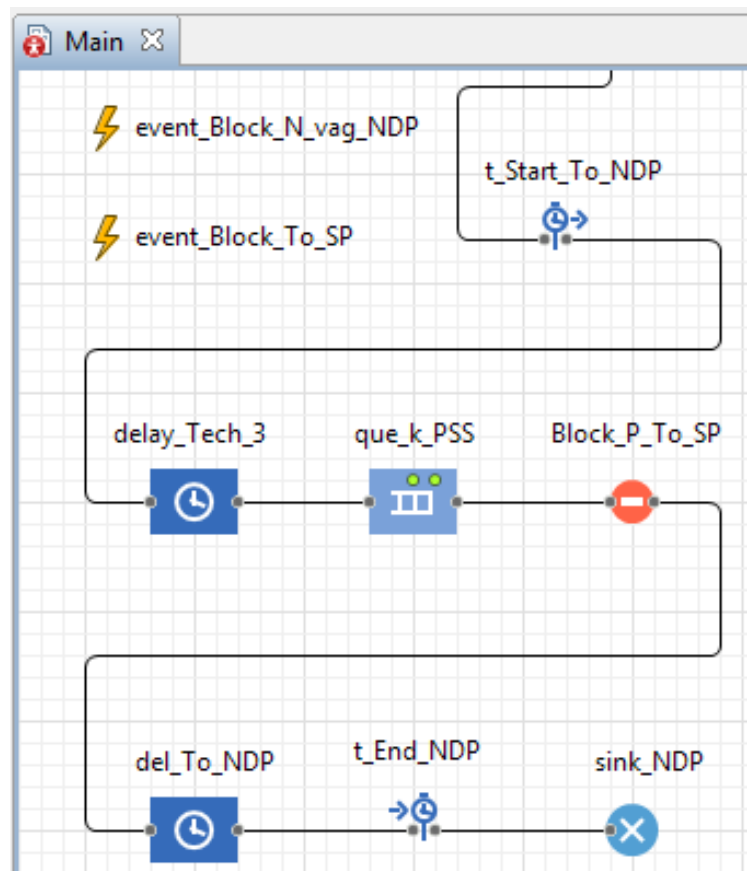 Main
event_Block_N_vag_NDP
t_Start_To_NDP
event_Block_To_SP
delay_Tech_3
que_k_PSS
Block_P_To_SP
del_To_NDP
t_End_NDP
sink_NDP